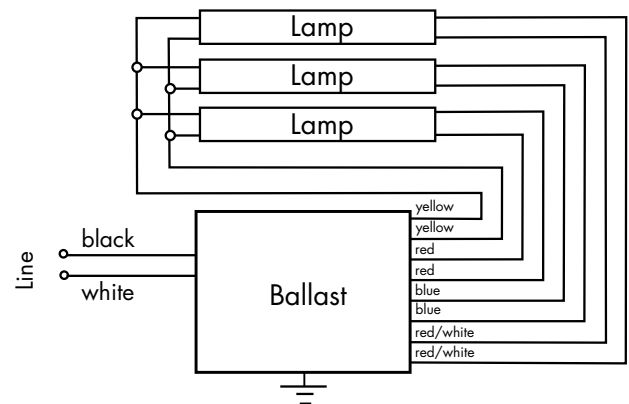 Lamp
Lamp
Lamp
yellow
yellow
red
red
blue
blue
red/white
red/white
Line
black
white
Ballast